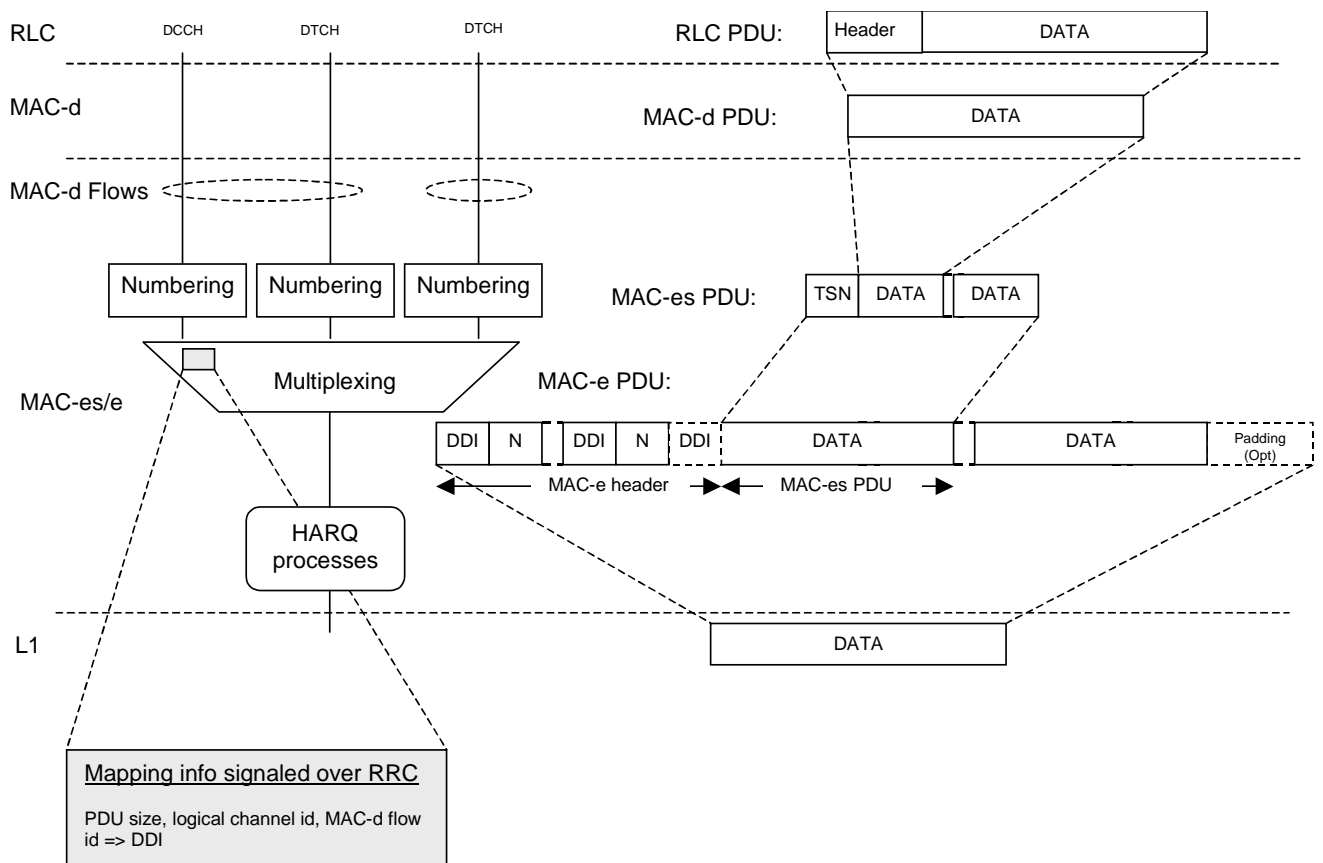 RLC
DCCH
DTCH
DTCH
RLC PDU:
Header
DATA
MAC-d
MAC-d PDU:
DATA
MAC-d Flows
Numbering
Numbering
Numbering
MAC-es PDU:
TSN
DATA
DATA
Multiplexing
MAC-e PDU:
MAC-es/e
DDI
N
DDI
N
DDI
DATA
DATA
Padding
(Opt)
MAC-e header
MAC-es PDU
HARQ
processes
L1
DATA
Mapping info signaled over RRC
PDU size, logical channel id, MAC-d flow
id => DDI